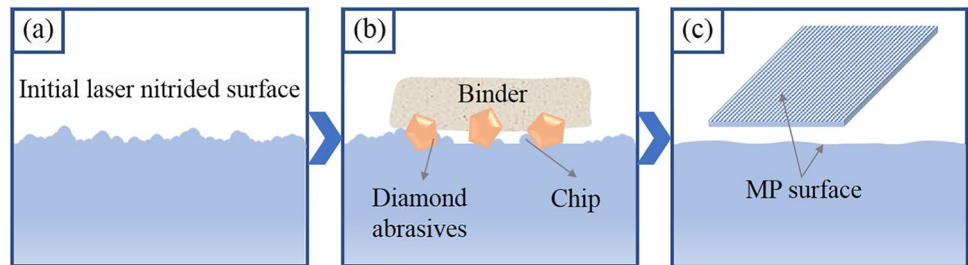 (a)
Initial laser nitrided surface
(b)
Binder
Diamond
abrasives
Chip
(c)
MP surface